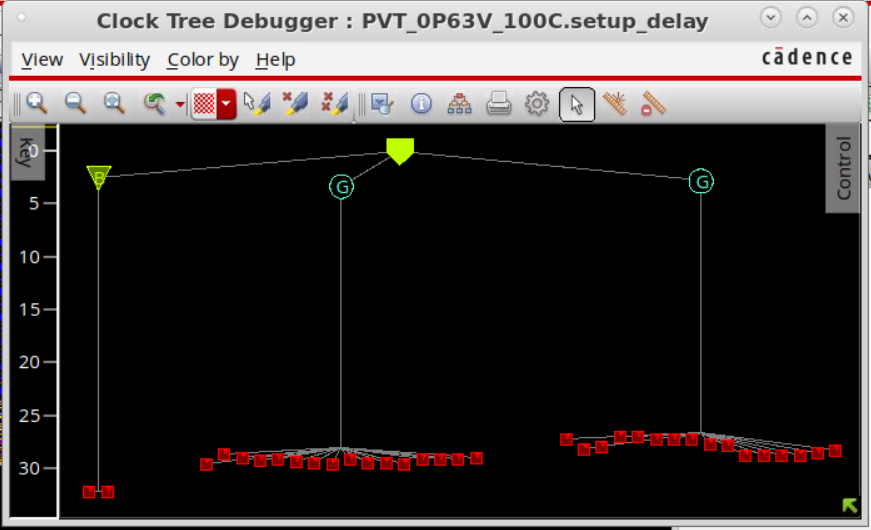 Clock Tree Debugger : PVT_0P63V_100C.setup_delay
View Visibility Color by Help
cādence
Key
Control
0
B
G
G
5
10
15
20
25
30